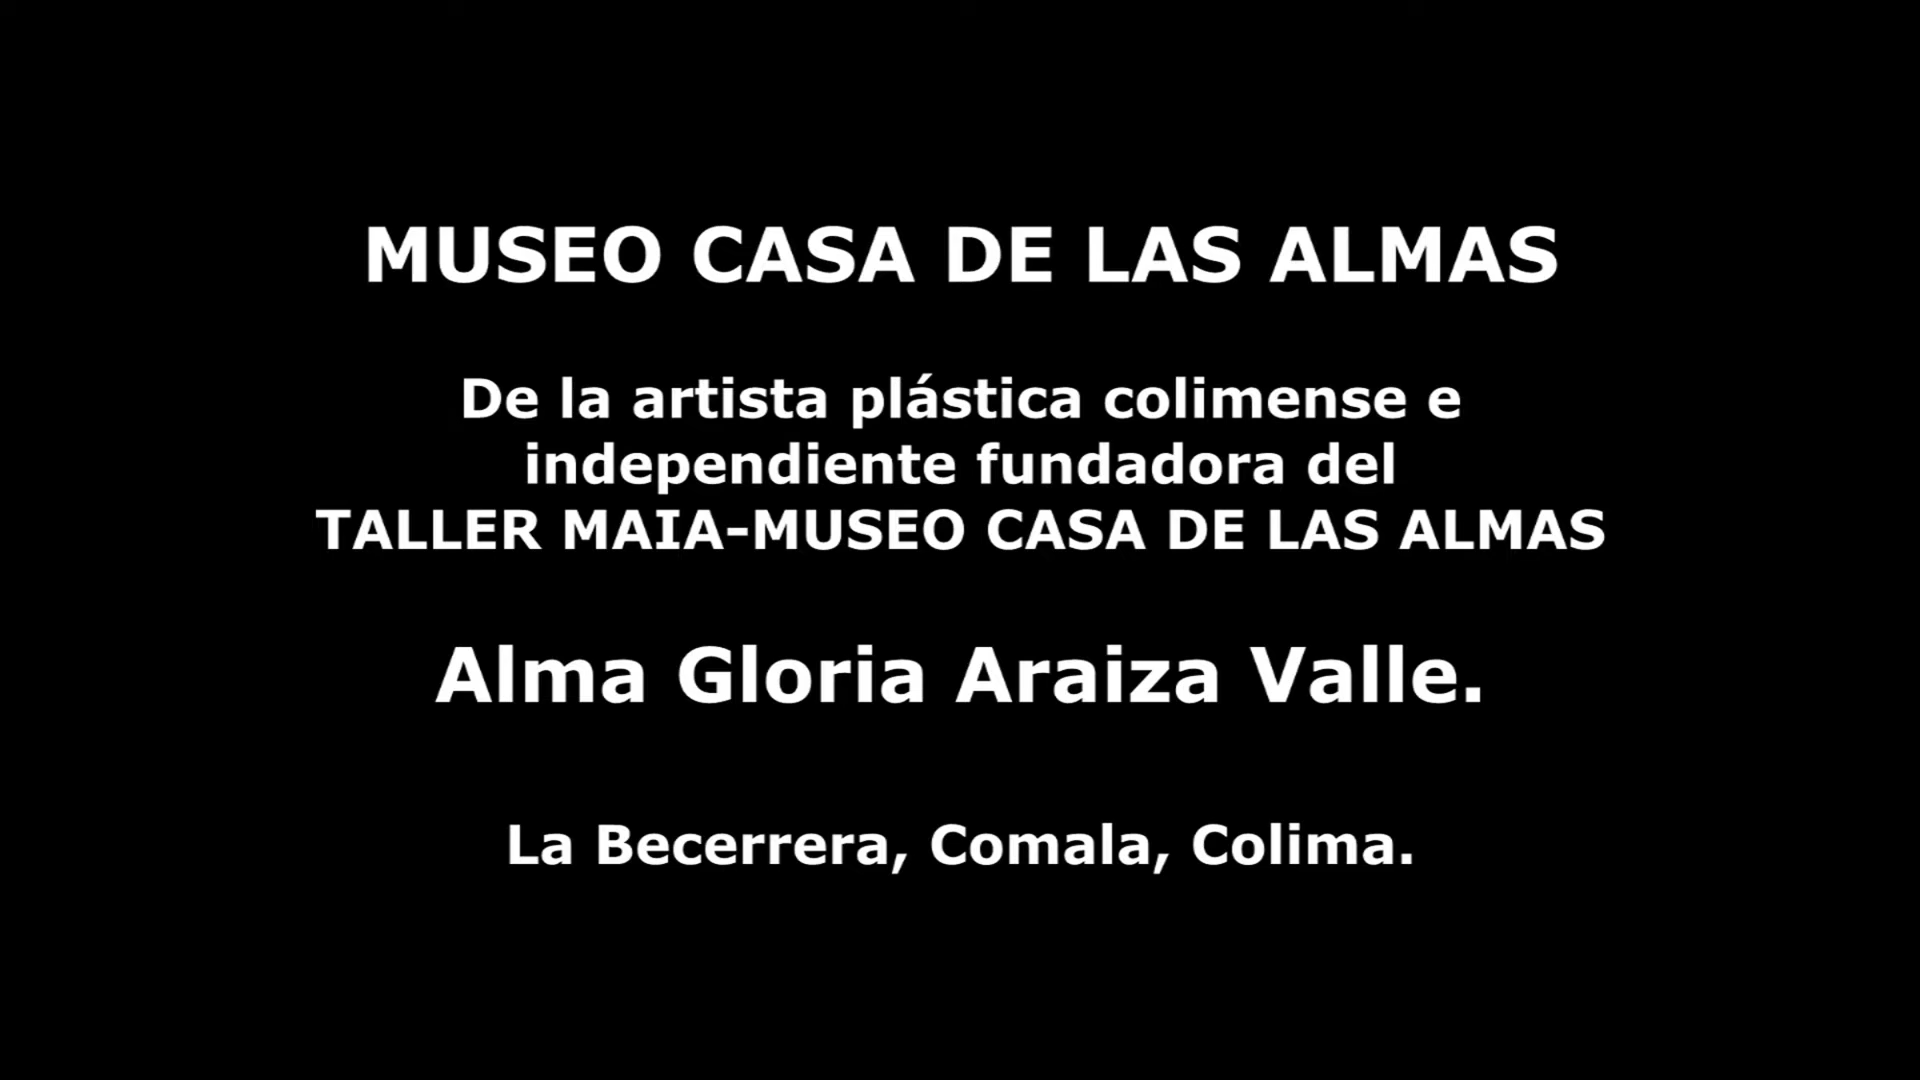 MUSEO CASA DE LAS ALMAS
De la artista plástica colimense e
independiente fundadora del
TALLER MAIA-MUSEO CASA DE LAS ALMAS
Alma Gloria Araiza Valle.
La Becerrera, Comala, Colima.